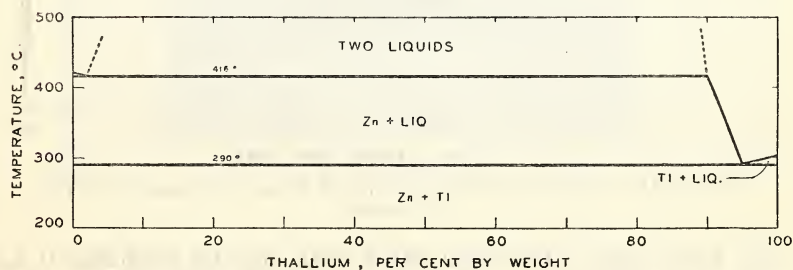 500
TWO LIQUIDS
416°
400
Zn + LIQ
300
290°
Tl + LIQ.
Zn + Tl
200
0 20 40 60 80 100
TEMPERATURE, °C.
THALLIUM, PER CENT BY WEIGHT